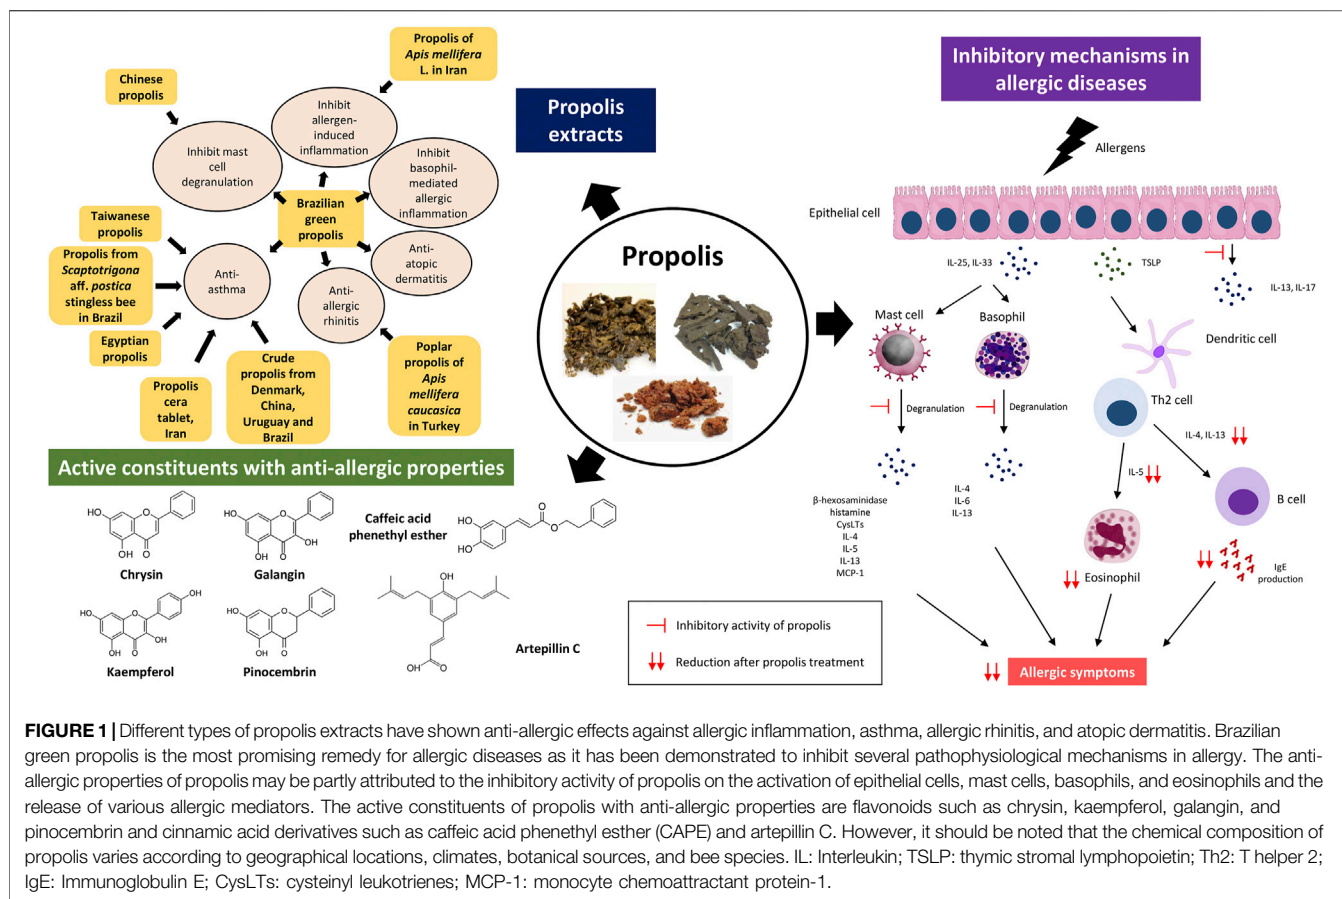 Propolis of
Apis mellifera
L. in Iran
Chinese
propolis
Inhibit
allergen-
induced
inflammation
Inhibit mast
cell
degranulation
Inhibit
basophil-
mediated
allergic
inflammation
Brazilian
green
propolis
Taiwanese
propolis
Propolis from
Scaptotrigona
aff. postica
stingless bee
in Brazil
Egyptian
propolis
Anti-
asthma
Anti-
atopic
dermatitis
Anti-
allergic
rhinitis
Propolis
cera
tablet,
Iran
Crude
propolis from
Denmark,
China,
Uruguay and
Brazil
Poplar
propolis of
Apis
mellifera
caucasica
in Turkey
Propolis
extracts
Propolis
Active constituents with anti-allergic properties
HO
O
OH
O
Chrysin
HO
O
OH
OH
O
Galangin
Caffeic acid
phenethyl esther
O
HO
O
OH
OH
HO
O
OH
OH
O
Kaempferol
HO
O
OH
O
Pinocembrin
OH
OH
O
Artepillin C
Inhibitory mechanisms in
allergic diseases
Allergens
Epithelial cell
IL-25, IL-33
TSLP
IL-13, IL-17
Mast cell
Basophil
Dendritic cell
Th2 cell
Degranulation
Degranulation
IL-4, IL-13
IL-5
B cell
β-hexosaminidase
histamine
CysLTs
IL-4
IL-5
IL-13
MCP-1
IL-4
IL-6
IL-13
Eosinophil
IgE
production
Inhibitory activity of propolis
Reduction after propolis treatment
Allergic symptoms
FIGURE 1 | Different types of propolis extracts have shown anti-allergic effects against allergic inflammation, asthma, allergic rhinitis, and atopic dermatitis. Brazilian
green propolis is the most promising remedy for allergic diseases as it has been demonstrated to inhibit several pathophysiological mechanisms in allergy. The anti-
allergic properties of propolis may be partly attributed to the inhibitory activity of propolis on the activation of epithelial cells, mast cells, basophils, and eosinophils and the
release of various allergic mediators. The active constituents of propolis with anti-allergic properties are flavonoids such as chrysin, kaempferol, galangin, and
pinocembrin and cinnamic acid derivatives such as caffeic acid phenethyl esther (CAPE) and artepillin C. However, it should be noted that the chemical composition of
propolis varies according to geographical locations, climates, botanical sources, and bee species. IL: Interleukin; TSLP: thymic stromal lymphopoietin; Th2: T helper 2;
IgE: Immunoglobulin E; CysLTs: cysteinyl leukotrienes; MCP-1: monocyte chemoattractant protein-1.